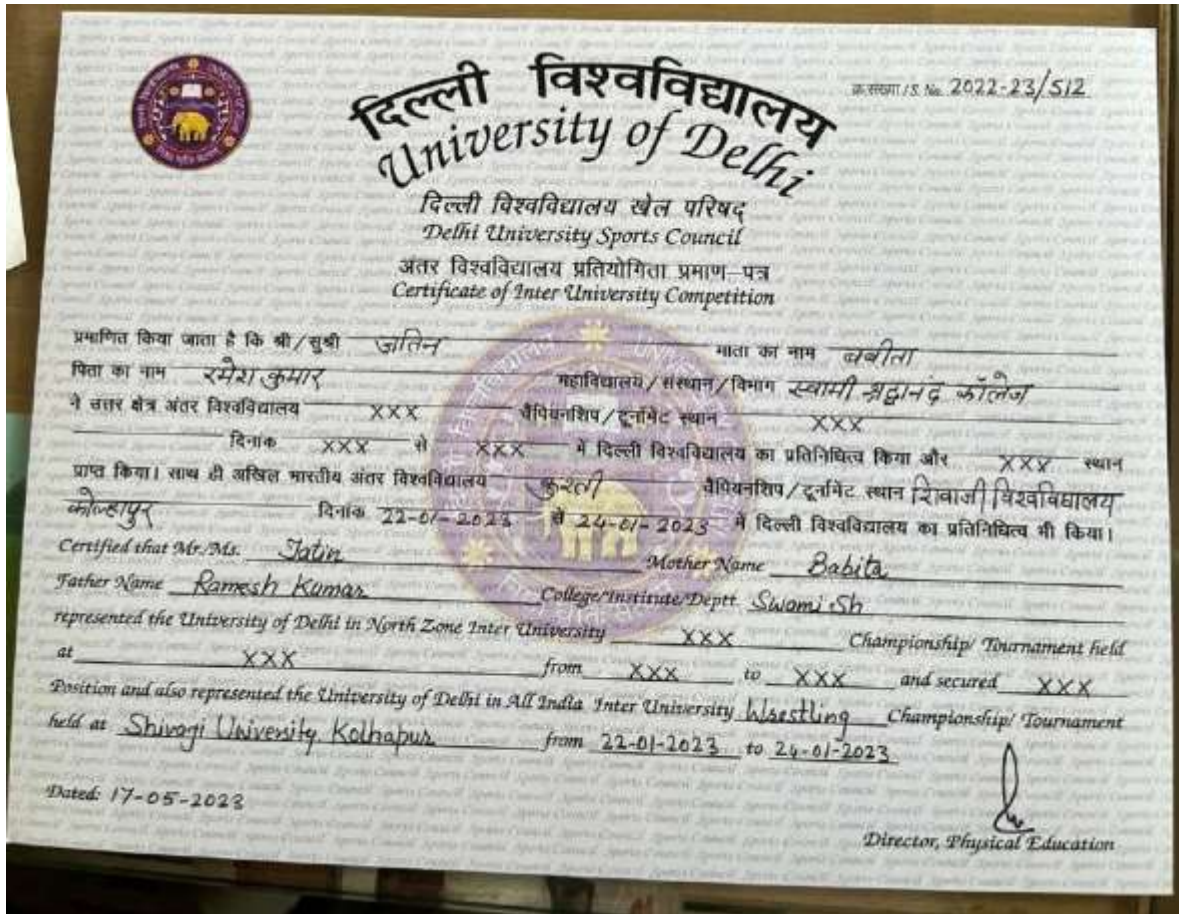 दिल्ली विश्वविद्यालय
क्र.संख्या / S. No. 2022-23/512
University of Delhi
दिल्ली विश्वविद्यालय खेल परिषद्
Delhi University Sports Council
अंतर विश्वविद्यालय प्रतियोगिता प्रमाण–पत्र
Certificate of Inter University Competition
प्रमाणित किया जाता है कि श्री/सुश्री जतिन माता का नाम बबीता
पिता का नाम रमेश कुमार महाविद्यालय/संस्थान/विभाग स्वामी श्रद्धानंद कॉलेज
ने उत्तर क्षेत्र अंतर विश्वविद्यालय XXX चैंपियनशिप/टूर्नामेंट स्थान XXX
दिनांक XXX से XXX में दिल्ली विश्वविद्यालय का प्रतिनिधित्व किया और XXX स्थान
प्राप्त किया। साथ ही अखिल भारतीय अंतर विश्वविद्यालय कुश्ती चैंपियनशिप/टूर्नामेंट स्थान शिवाजी विश्वविद्यालय
कोल्हापुर दिनांक 22-01-2023 से 24-01-2023 में दिल्ली विश्वविद्यालय का प्रतिनिधित्व भी किया।
Certified that Mr./Ms. Jatin Mother Name Babita
Father Name Ramesh Kumar College/Institute/Deptt. Swami Sh
represented the University of Delhi in North Zone Inter University XXX Championship/ Tournament held
at XXX from XXX to XXX and secured XXX
Position and also represented the University of Delhi in All India Inter University Wrestling Championship/ Tournament
held at Shivagi University Kolhapur from 22-01-2023 to 24-01-2023
Dated: 17-05-2023
Director, Physical Education